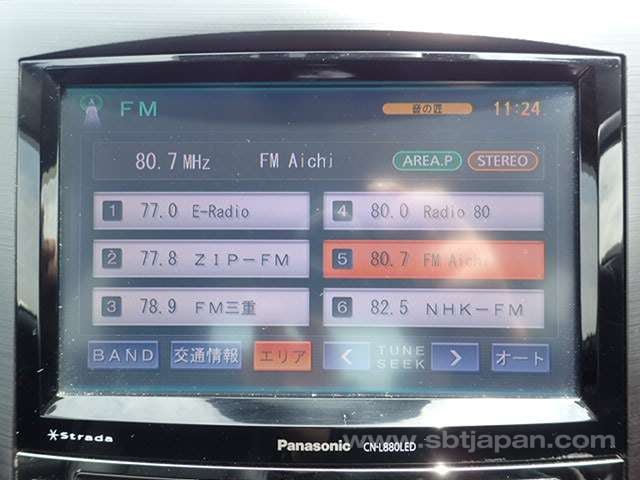 FM 音の匠 11:24
80.7 MHz FM Aichi AREA.P STEREO
1 77.0 E-Radio
4 80.0 Radio 80
2 77.8 ZIP-FM
5 80.7 FM Aichi
3 78.9 FM三重
6 82.5 NHK-FM
BAND 交通情報 エリア < TUNE SEEK > オート
Strada
Panasonic CN-L880LED
www.sbtjapan.com